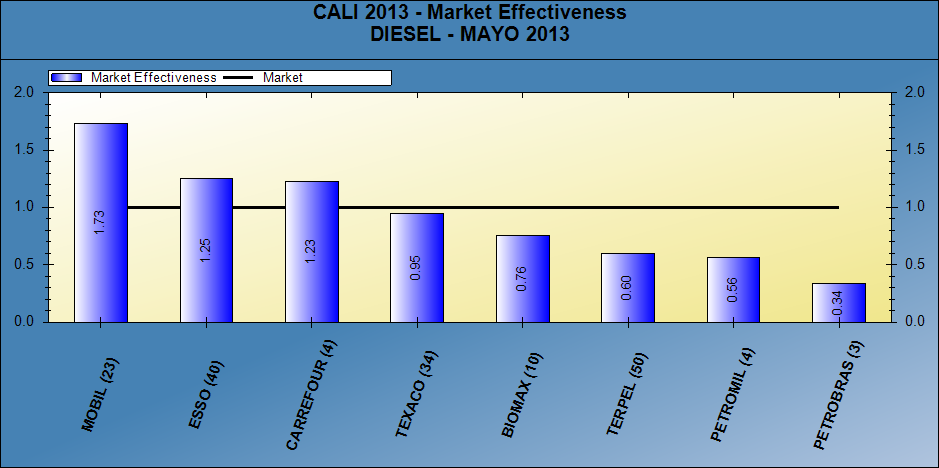 CALI 2013 - Market Effectiveness
DIESEL - MAYO 2013
Market Effectiveness Market
2.0 2.0
1.5 1.5
1.0 1.0
0.5 0.5
0.0 0.0
1.73 1.25 1.23 0.95 0.76 0.60 0.56 0.34
MOBIL (23)
ESSO (40)
CARREFOUR (4)
TEXACO (34)
BIOMAX (10)
TERPEL (50)
PETROMIL (4)
PETROBRAS (3)